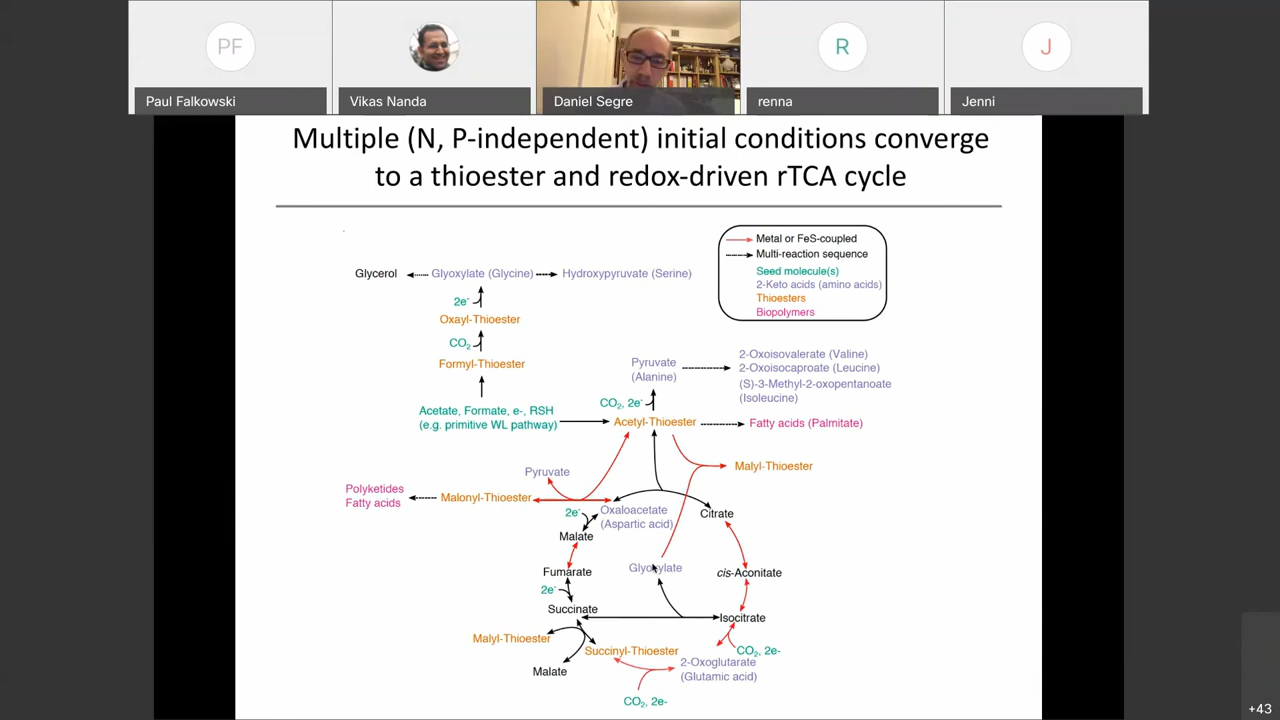 PF
R
J
Paul Falkowski
Vikas Nanda
Daniel Segre
renna
Jenni
Multiple (N, P-independent) initial conditions converge
to a thioester and redox-driven rTCA cycle
Metal or FeS-coupled
Multi-reaction sequence
Seed molecule(s)
2-Keto acids (amino acids)
Thioesters
Biopolymers
Glycerol
Glyoxylate (Glycine)
Hydroxypyruvate (Serine)
2e-
Oxayl-Thioester
CO2
Formyl-Thioester
Acetate, Formate, e-, RSH
(e.g. primitive WL pathway)
Pyruvate
(Alanine)
2-Oxoisovalerate (Valine)
2-Oxoisocaproate (Leucine)
(S)-3-Methyl-2-oxopentanoate
(Isoleucine)
CO2, 2e-
Acetyl-Thioester
Fatty acids (Palmitate)
Pyruvate
Malyl-Thioester
Polyketides
Fatty acids
Malonyl-Thioester
Oxaloacetate
(Aspartic acid)
Citrate
2e-
Malate
Fumarate
Glyoxylate
cis-Aconitate
2e-
Succinate
Isocitrate
Malyl-Thioester
Succinyl-Thioester
CO2, 2e-
2-Oxoglutarate
(Glutamic acid)
Malate
CO2, 2e-
+43